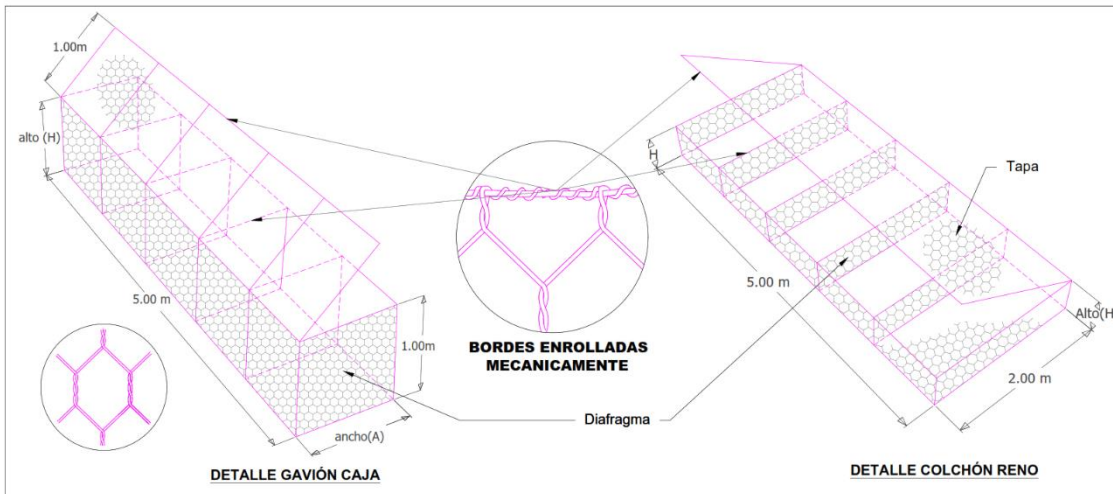 1.00m
alto (H)
5.00 m
1.00m
ancho(A)
DETALLE GAVIÓN CAJA
BORDES ENROLLADAS
MECANICAMENTE
Diafragma
H
Tapa
5.00 m
Alto(H
2.00 m
DETALLE COLCHÓN RENO